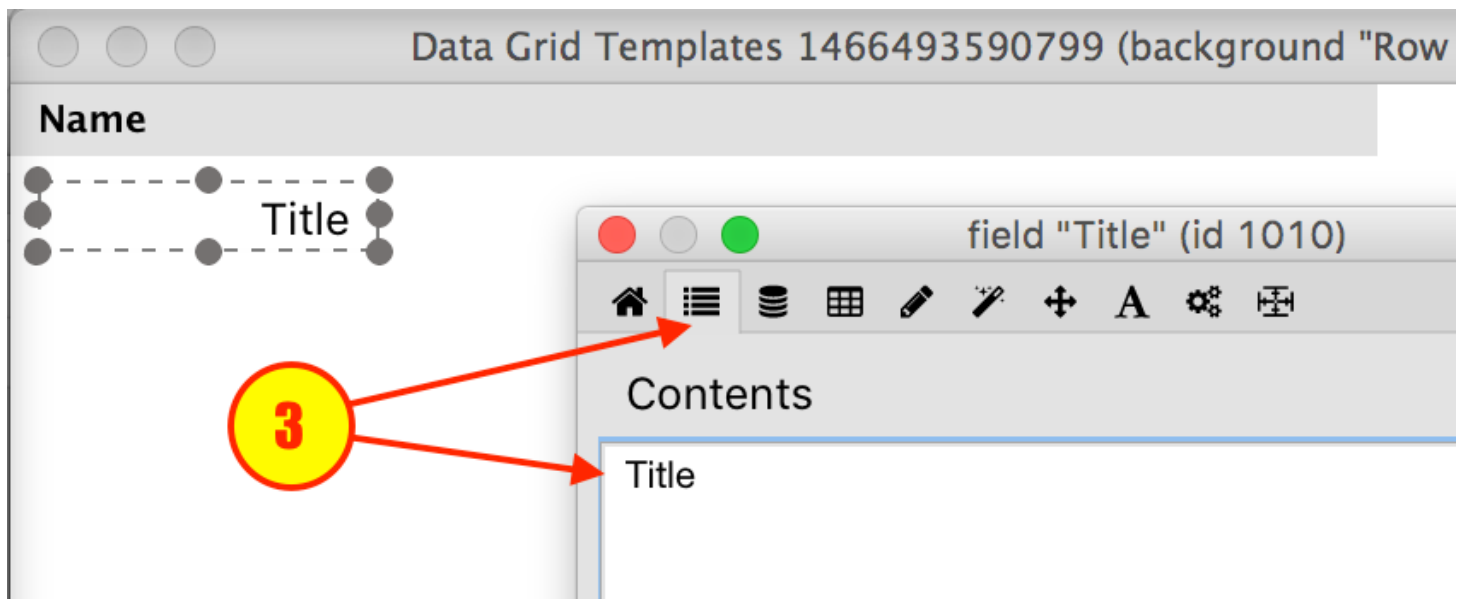 Data Grid Templates 1466493590799 (background "Row
Name
Title
field "Title" (id 1010)
A
Contents
3
Title